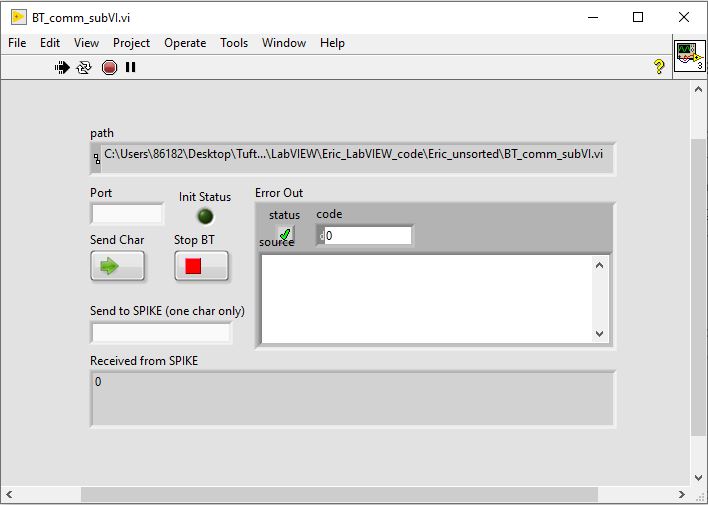 BT_comm_subVI.vi
File Edit View Project Operate Tools Window Help
? 3
path
C:\Users\86182\Desktop\Tuft...\LabVIEW\Eric_LabVIEW_code\Eric_unsorted\BT_comm_subVI.vi
Port Init Status Error Out
status code
d 0
Send Char Stop BT source
Send to SPIKE (one char only)
Received from SPIKE
0